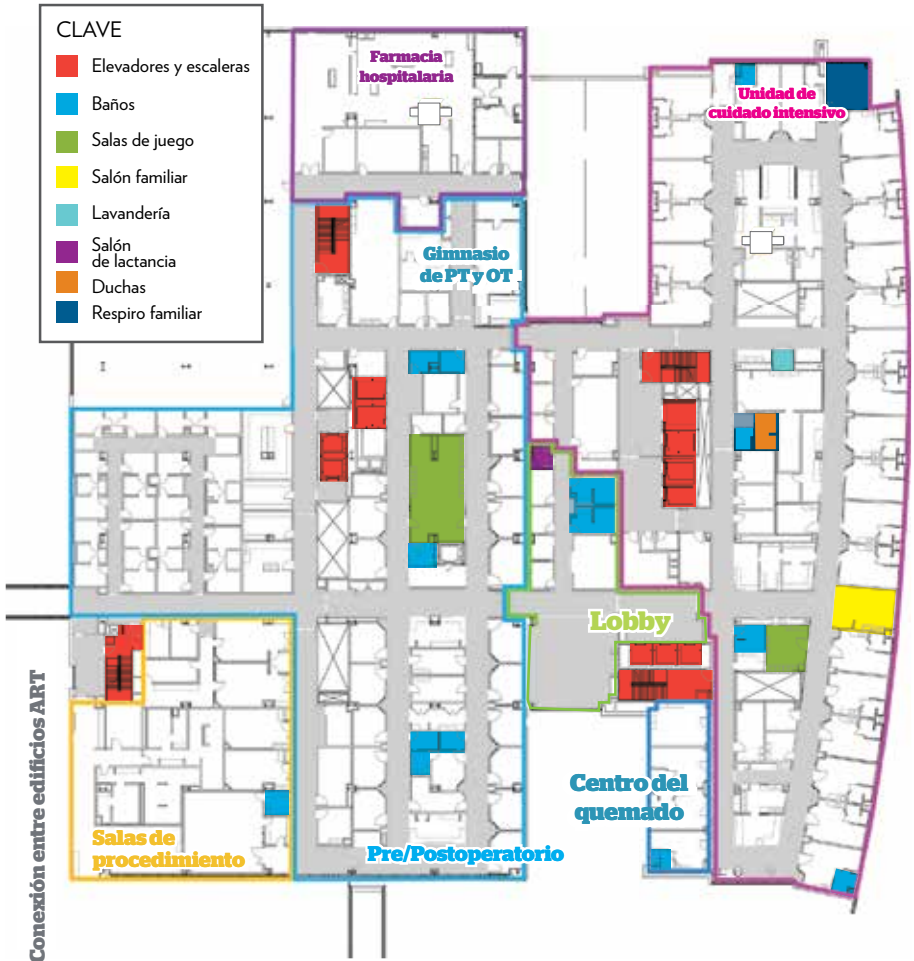 CLAVE
Elevadores y escaleras
Baños
Salas de juego
Salón familiar
Lavandería
Salón
de lactancia
Duchas
Respiro familiar
Farmacia
hospitalaria
Unidad de
cuidado intensivo
Gimnasio
de PT y OT
Lobby
Centro del
quemado
Salas de
procedimiento
Pre/Postoperatorio
Conexión entre edificios ART